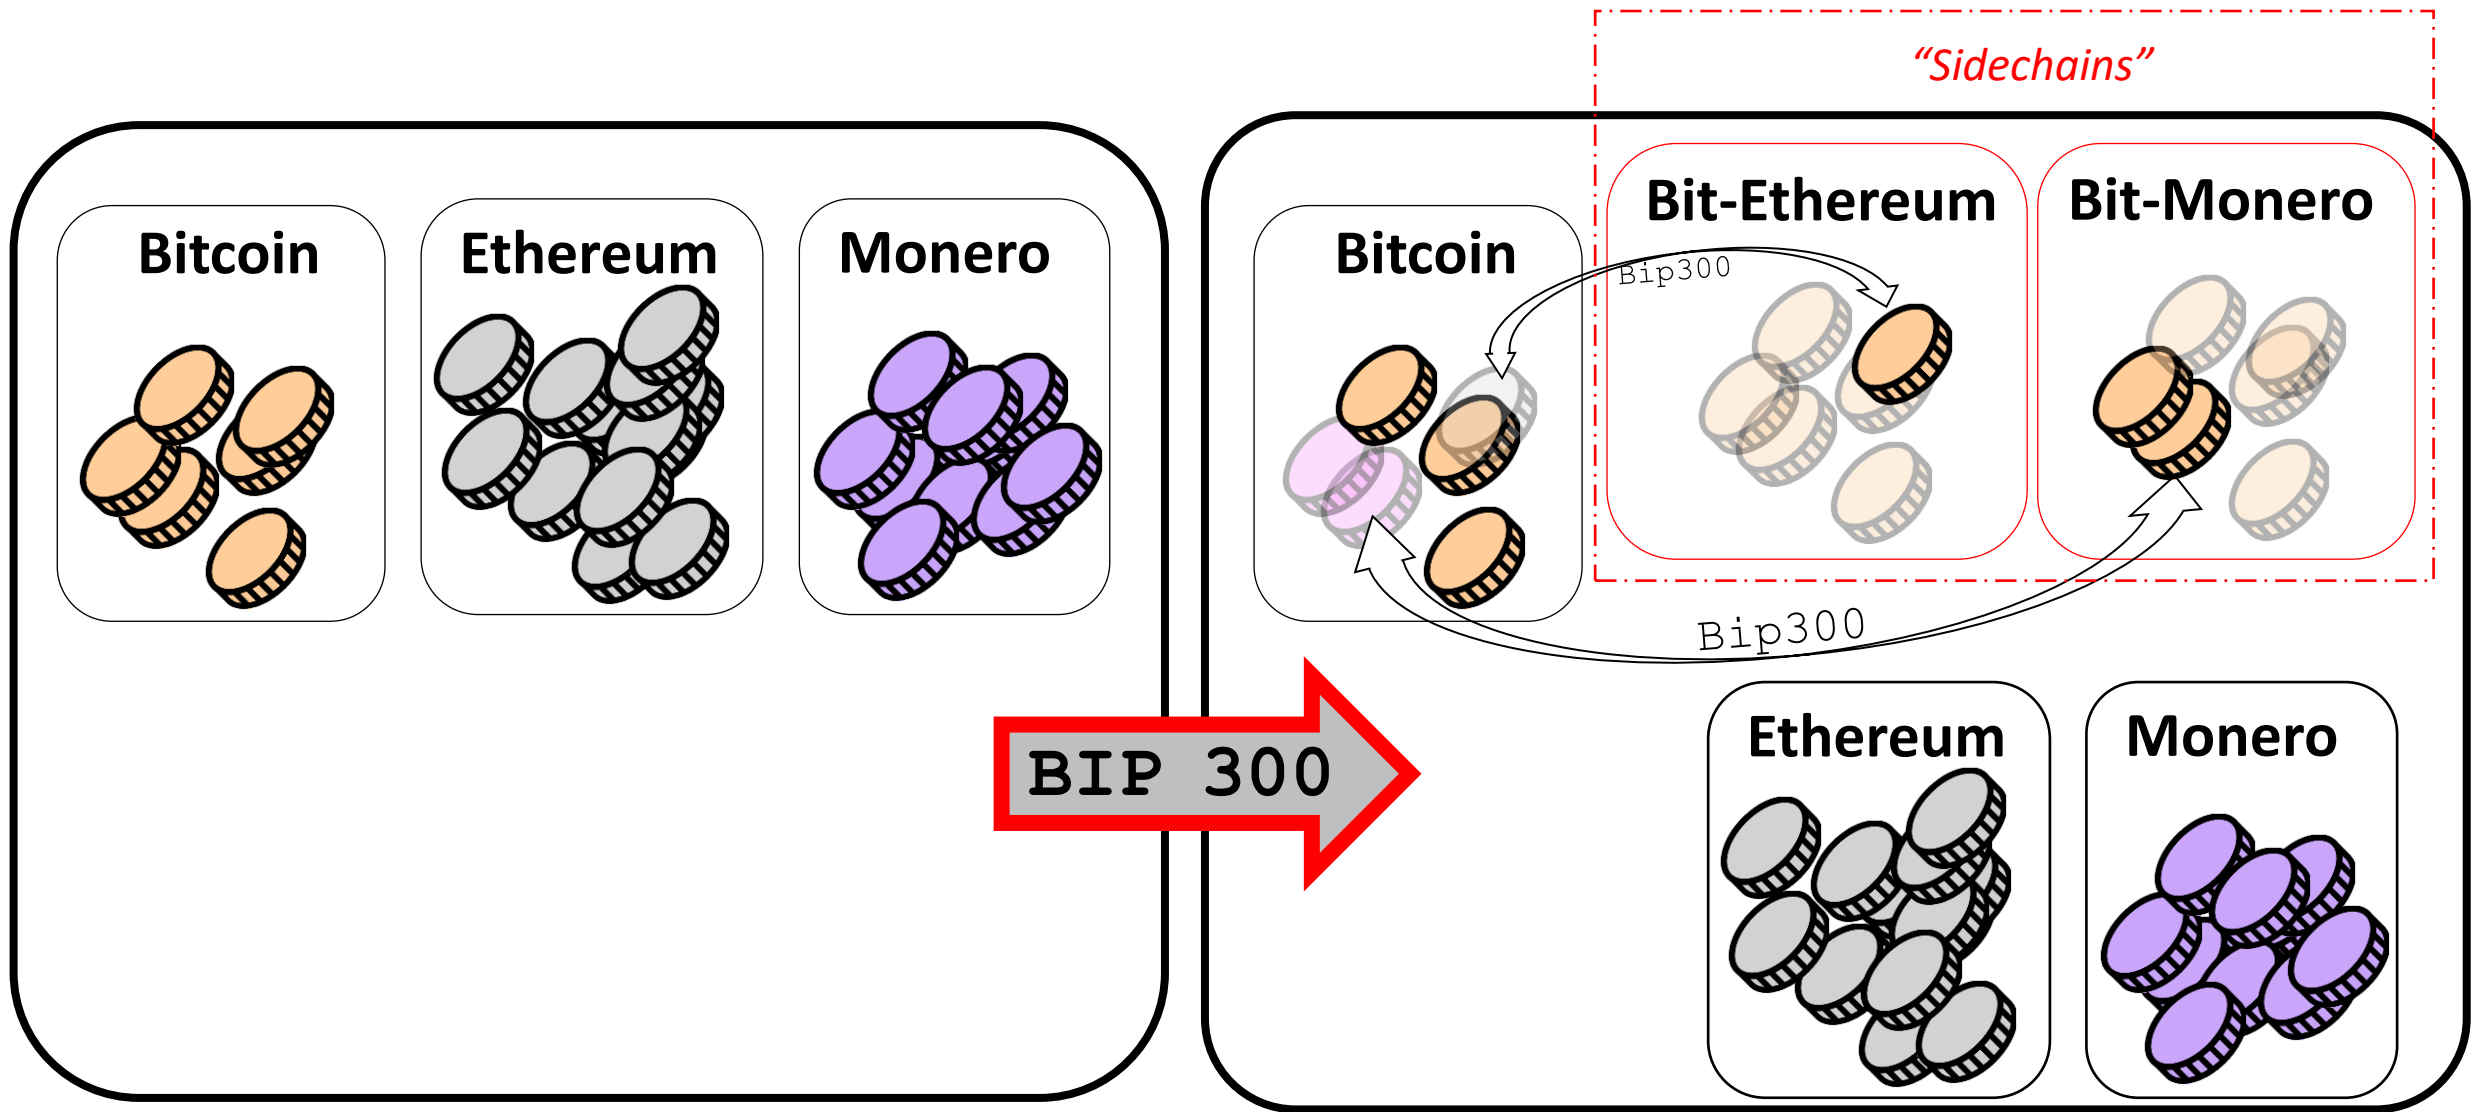 “Sidechains”
Bitcoin
Ethereum
Monero
Bitcoin
Bit-Ethereum
Bit-Monero
Bip300
Bip300
BIP 300
Ethereum
Monero